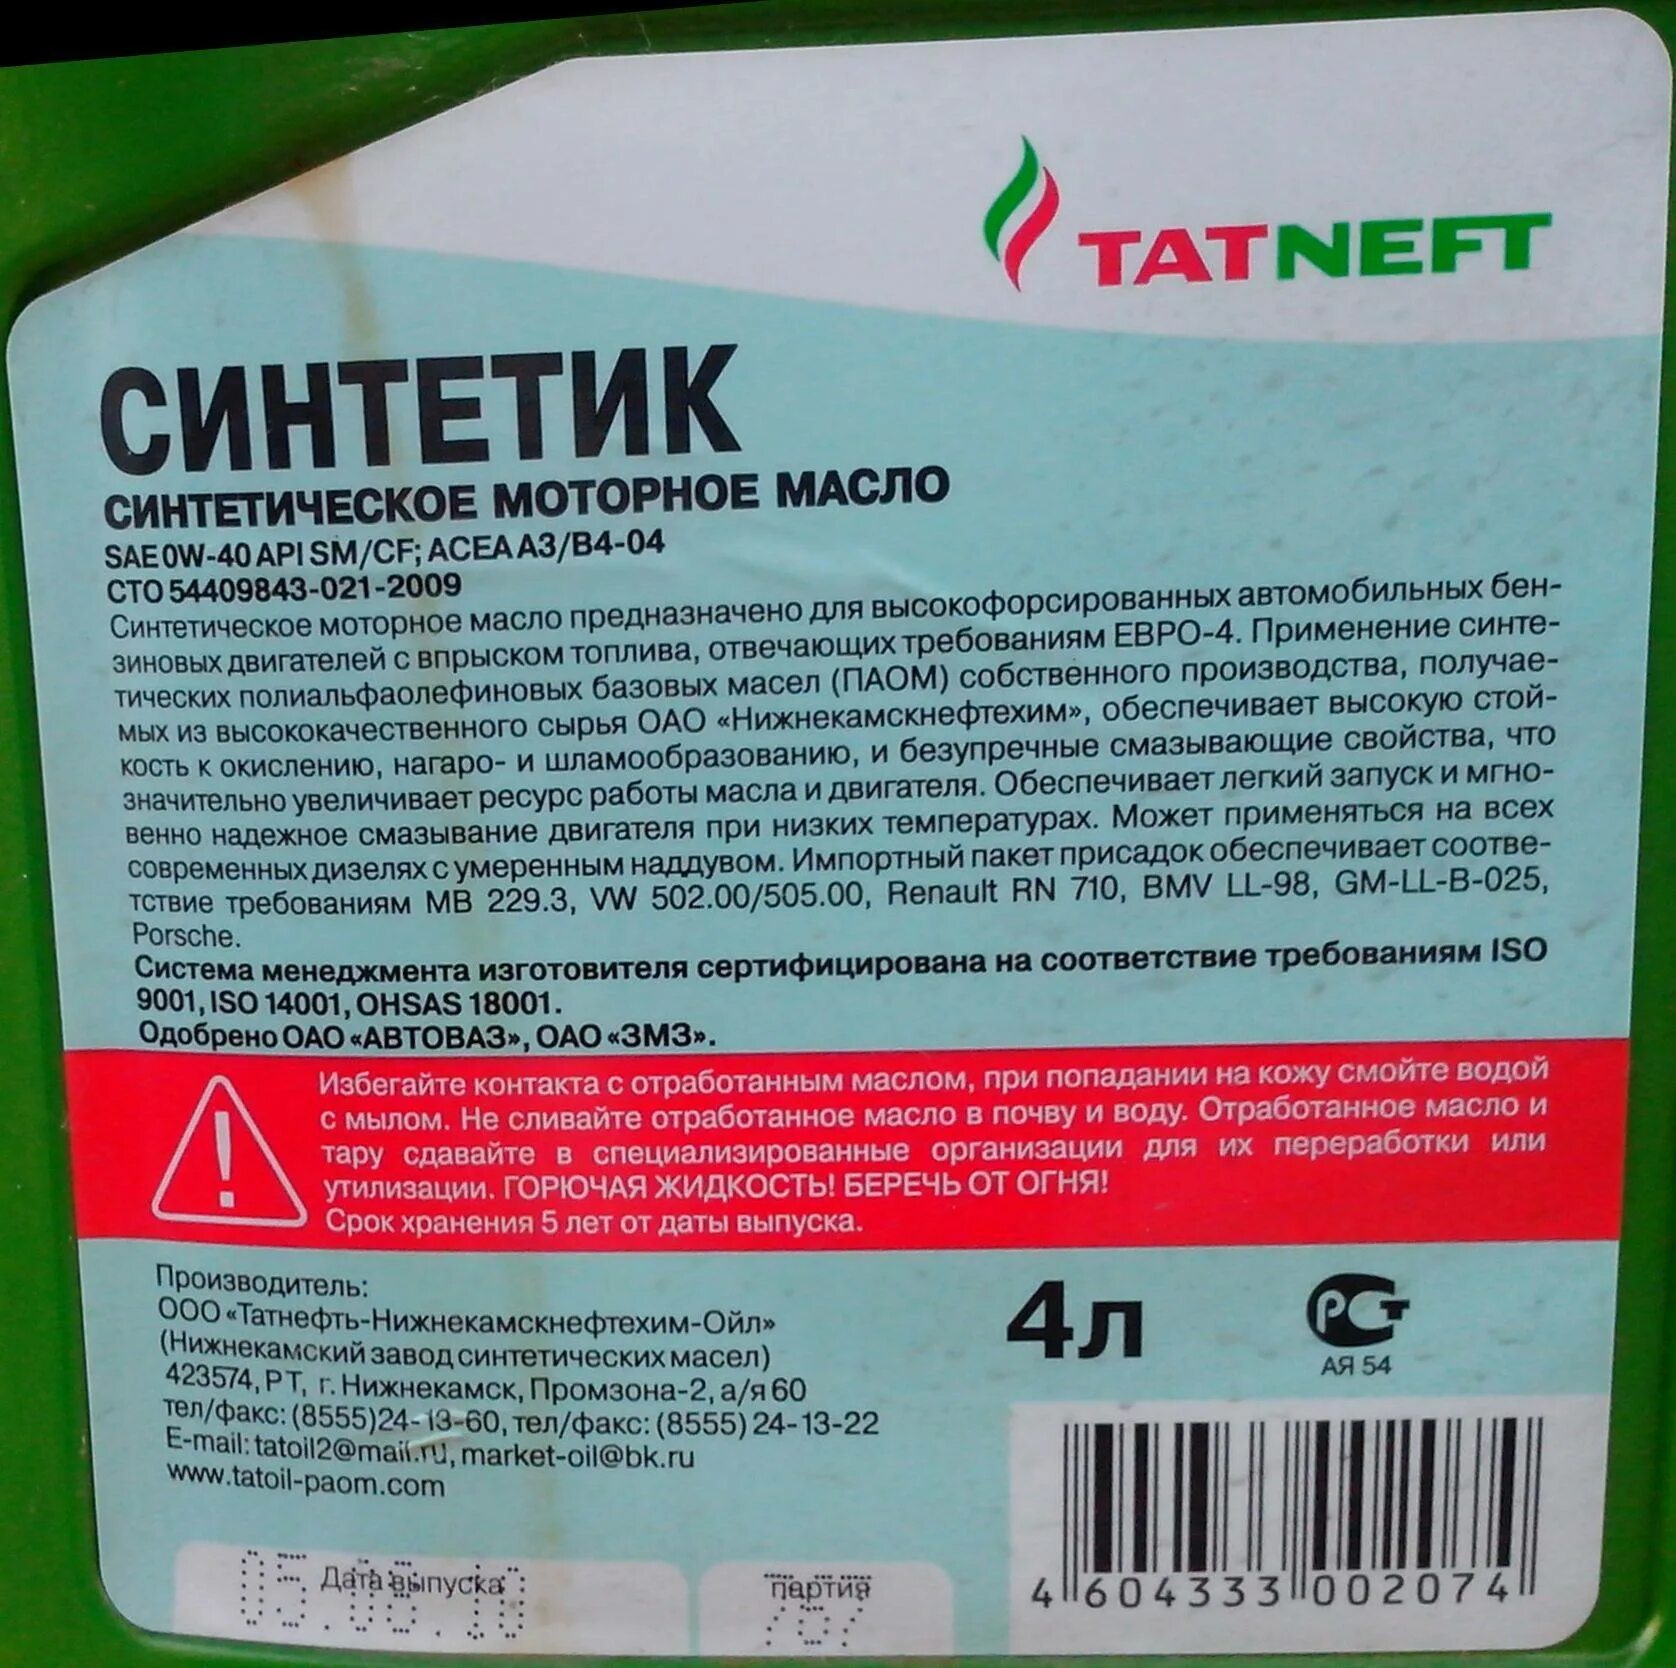 TATNEFT
СИНТЕТИК
СИНТЕТИЧЕСКОЕ МОТОРНОЕ МАСЛО
SAE 0W-40 API SM/CF; ACEA A3/B4-04
СТО 54409843-021-2009
Синтетическое моторное масло предназначено для высокофорсированных автомобильных бен-
зиновых двигателей с впрыском топлива, отвечающих требованиям ЕВРО-4. Применение синте-
тических полиальфаолефиновых базовых масел (ПАОМ) собственного производства, получае-
мых из высококачественного сырья ОАО «Нижнекамскнефтехим», обеспечивает высокую стой-
кость к окислению, нагаро- и шламообразованию, и безупречные смазывающие свойства, что
значительно увеличивает ресурс работы масла и двигателя. Обеспечивает легкий запуск и мгно-
венно надежное смазывание двигателя при низких температурах. Может применяться на всех
современных дизелях с умеренным наддувом. Импортный пакет присадок обеспечивает соотве-
тствие требованиям MB 229.3, VW 502.00/505.00, Renault RN 710, BMV LL-98, GM-LL-B-025,
Porsche.
Система менеджмента изготовителя сертифицирована на соответствие требованиям ISO
9001, ISO 14001, OHSAS 18001.
Одобрено ОАО «АВТОВАЗ», ОАО «ЗМЗ».
Избегайте контакта с отработанным маслом, при попадании на кожу смойте водой
с мылом. Не сливайте отработанное масло в почву и воду. Отработанное масло и
тару сдавайте в специализированные организации для их переработки или
утилизации. ГОРЮЧАЯ ЖИДКОСТЬ! БЕРЕЧЬ ОТ ОГНЯ!
Срок хранения 5 лет от даты выпуска.
Производитель:
ООО «Татнефть-Нижнекамскнефтехим-Ойл»
(Нижнекамский завод синтетических масел)
423574, РТ, г. Нижнекамск, Промзона-2, а/я 60
тел/факс: (8555)24-13-60, тел/факс: (8555) 24-13-22
E-mail: tatoil2@mail.ru, market-oil@bk.ru
www.tatoil-paom.com
4л
РСТ
АЯ 54
Дата выпуска
партия
4 604333 002074